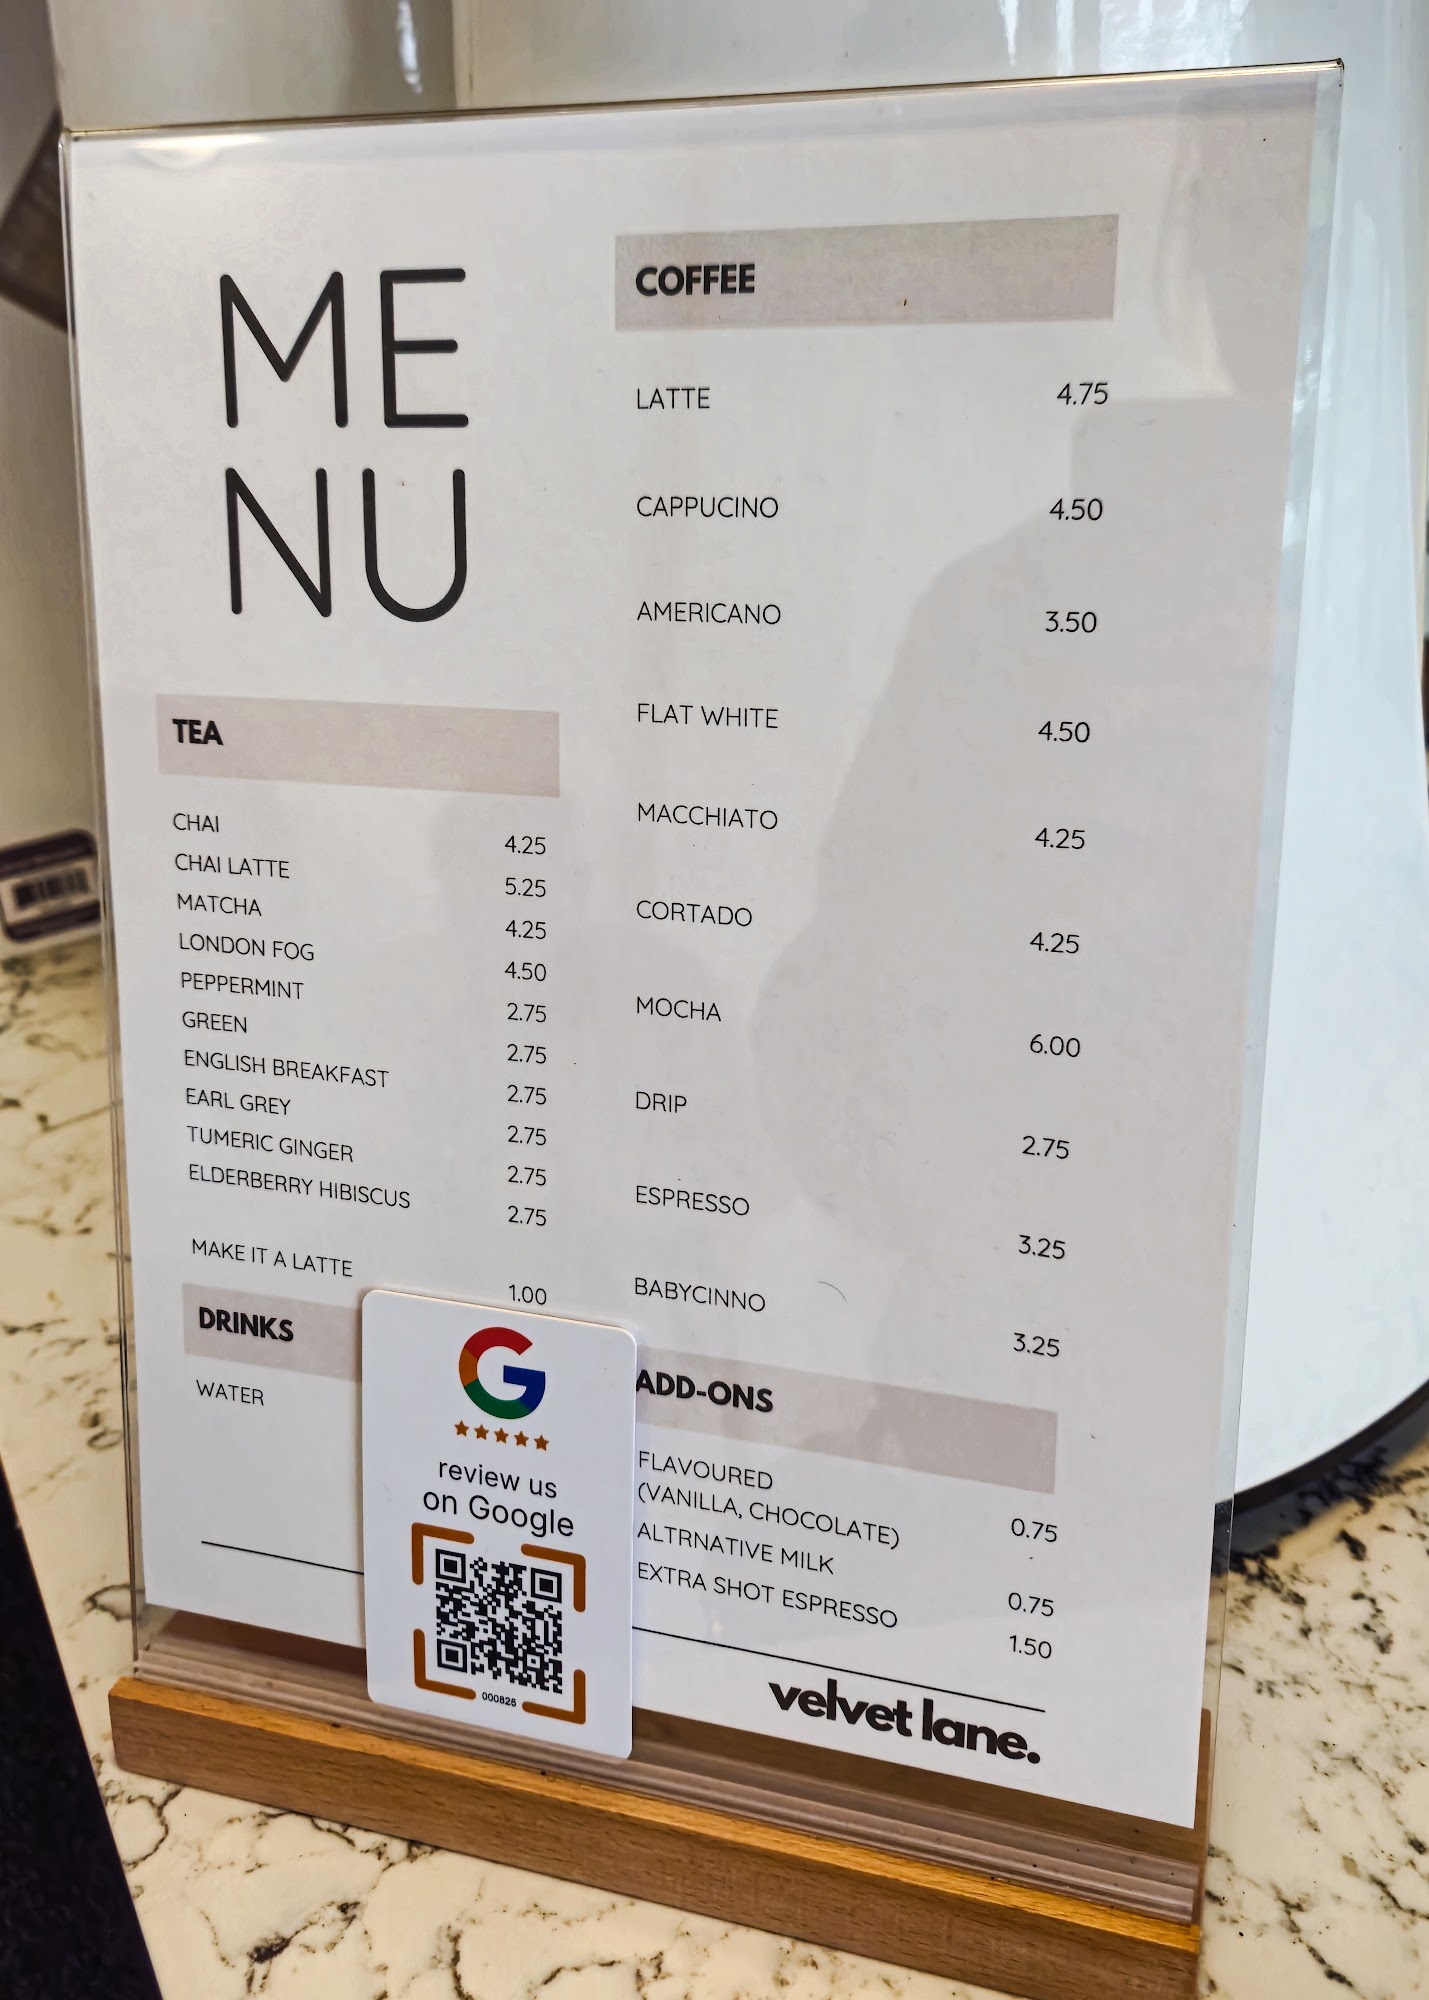 ME
NU
TEA
CHAI 4.25
CHAI LATTE 5.25
MATCHA 4.25
LONDON FOG 4.50
PEPPERMINT 2.75
GREEN 2.75
ENGLISH BREAKFAST 2.75
EARL GREY 2.75
TUMERIC GINGER 2.75
ELDERBERRY HIBISCUS 2.75
MAKE IT A LATTE 1.00
DRINKS
WATER
COFFEE
LATTE 4.75
CAPPUCINO 4.50
AMERICANO 3.50
FLAT WHITE 4.50
MACCHIATO 4.25
CORTADO 4.25
MOCHA 6.00
DRIP 2.75
ESPRESSO 3.25
BABYCINNO 3.25
ADD-ONS
FLAVOURED
(VANILLA, CHOCOLATE) 0.75
ALTRNATIVE MILK 0.75
EXTRA SHOT ESPRESSO 1.50
velvet lane.
G
review us
on Google
000825